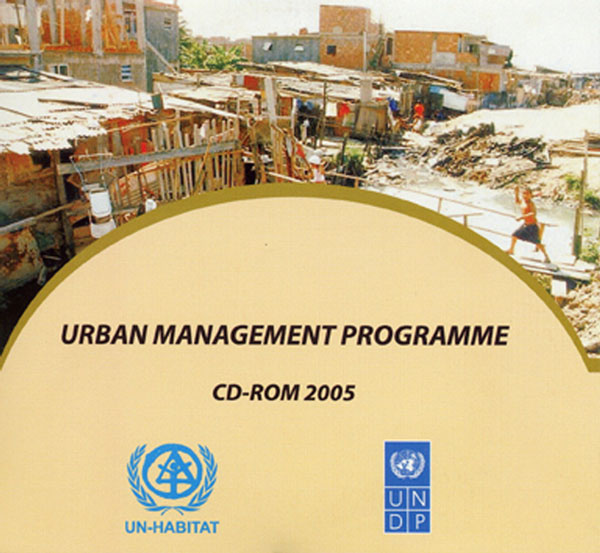 URBAN MANAGEMENT PROGRAMME
CD-ROM 2005
UN-HABITAT
U N
D P